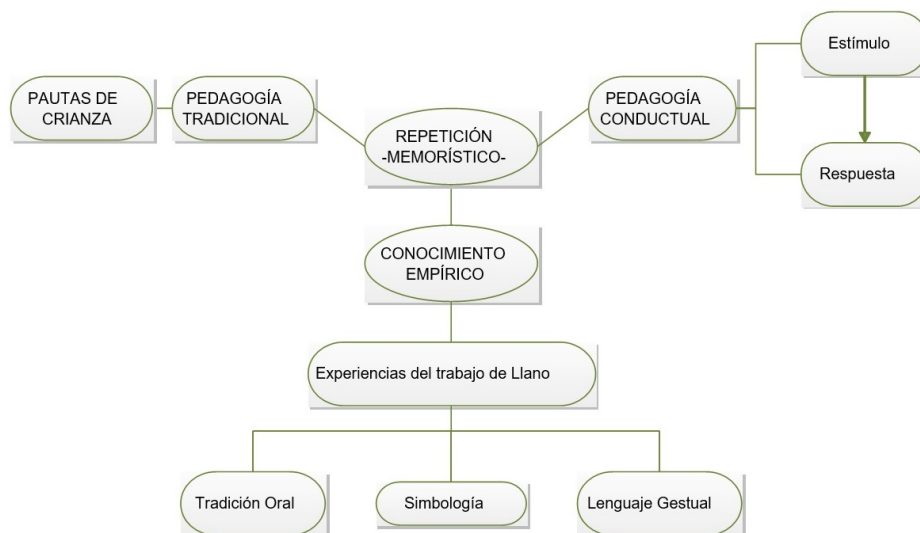 Estímulo
PAUTAS DE
CRIANZA
PEDAGOGÍA
TRADICIONAL
REPETICIÓN
-MEMORÍSTICO-
PEDAGOGÍA
CONDUCTUAL
Respuesta
CONOCIMIENTO
EMPÍRICO
Experiencias del trabajo de Llano
Tradición Oral
Simbología
Lenguaje Gestual